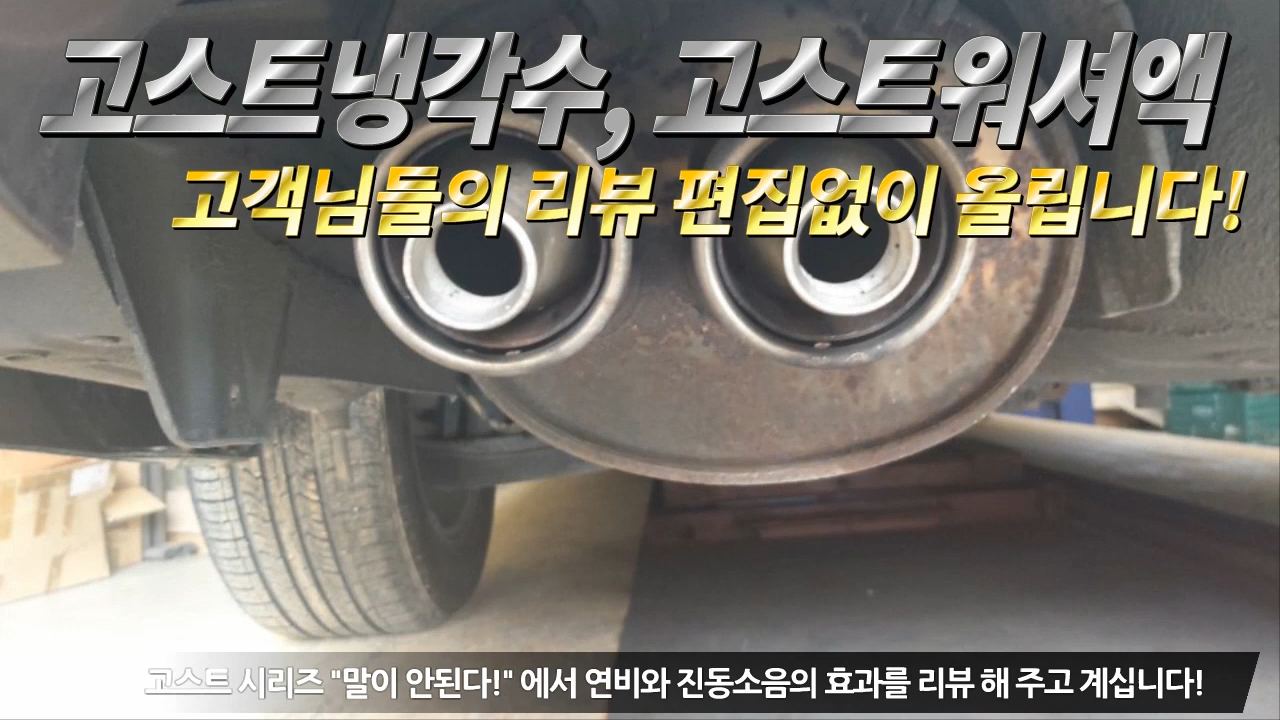 고스트냉각수, 고스트워셔액
고객님들의 리뷰 편집없이 올립니다!
고스트 시리즈 "말이 안된다!" 에서 연비와 진동소음의 효과를 리뷰 해 주고 계십니다!